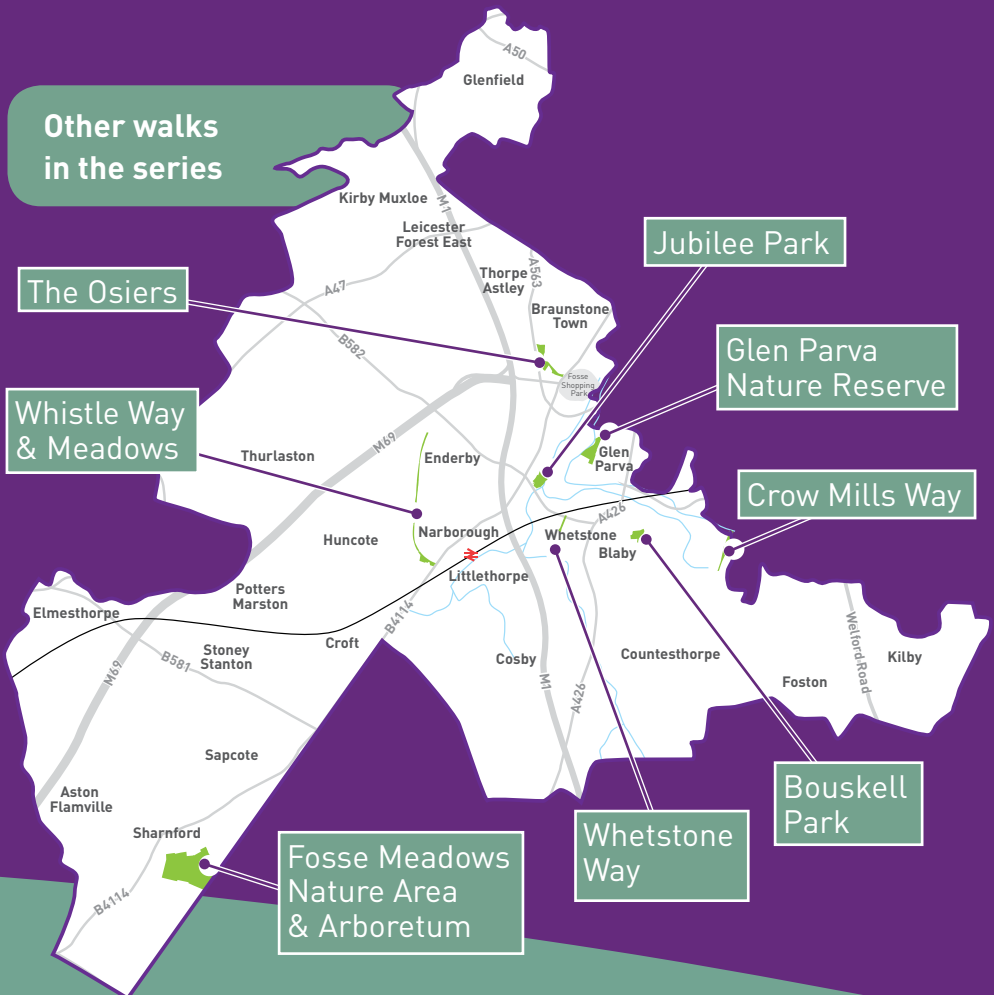 A50
Glenfield
Other walks
in the series
Kirby Muxloe
M1
Leicester
Forest East
Jubilee Park
A563
Thorpe
Astley
The Osiers
A47
Braunstone
Town
B582
Glen Parva
Nature Reserve
Fosse
Shopping
Park
Whistle Way
& Meadows
M69
Thurlaston
Enderby
Glen
Parva
Crow Mills Way
A426
Huncote
Narborough
Whetstone
Blaby
Littlethorpe
Potters
Marston
Elmesthorpe
B4114
Croft
Stoney
Stanton
B581
M69
Cosby
M1
A426
Countesthorpe
Welford Road
Kilby
Foston
Sapcote
Aston
Flamville
Bouskell
Park
Sharnford
Whetstone
Way
Fosse Meadows
Nature Area
& Arboretum
B4114